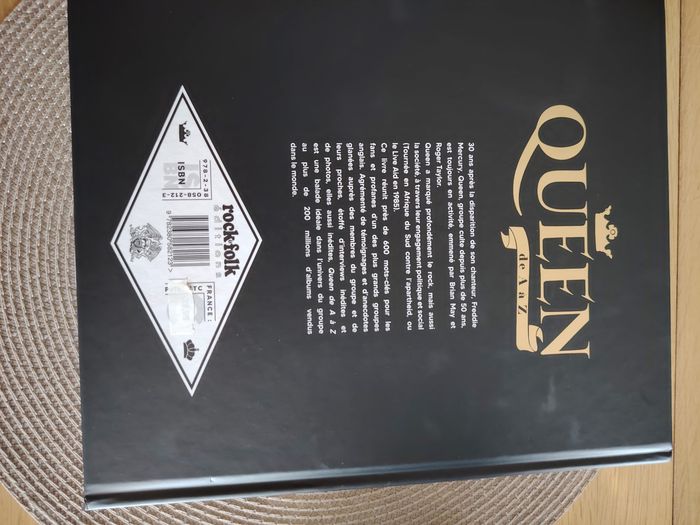 QUEEN
de A à Z
30 ans après la disparition de son chanteur, Freddie
Mercury, Queen, groupe culte depuis plus de 50 ans,
est toujours en activité, emmené par Brian May et
Roger Taylor.
Queen a marqué profondément le rock, mais aussi
la société à travers leur engagement politique et social
(Tournée en Afrique du Sud contre l'apartheid, ou
le Live Aid en 1985).
Ce livre réunit près de 600 mots-clés pour les
fans et profanes d'un des plus grands groupes
anglais. Agrémenté de témoignages et d'anecdotes
glanées auprès des membres du groupe et de
leurs proches, étoffé d'interviews inédites et
de photos, elles aussi inédites, Queen de A à Z
est une balade idéale dans l'univers du groupe
au plus de 200 millions d'albums vendus
dans le monde.
rock&folk
éditions
ISBN
978-2-38
058-212-3
FRANCE :